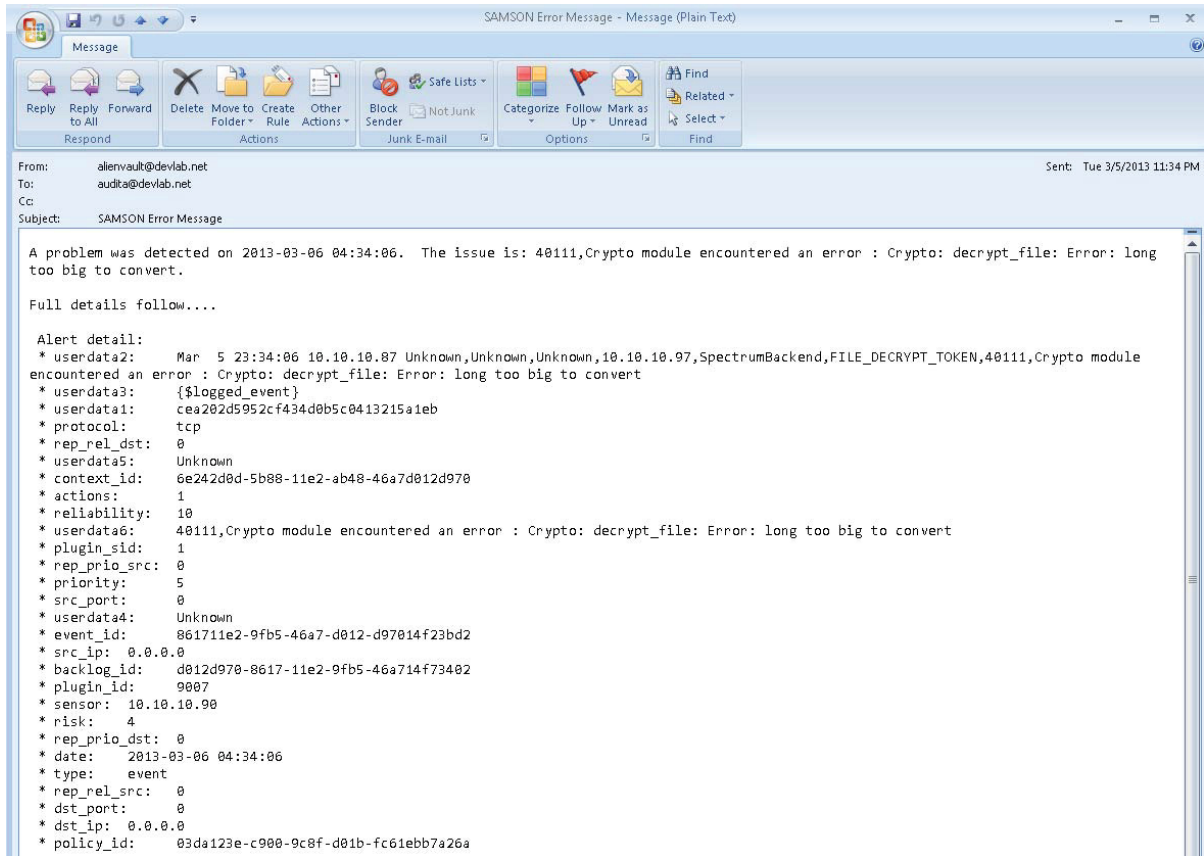 SAMSON Error Message - Message (Plain Text)
Message
Reply
Reply to All
Forward
Respond
Delete
Move to Folder
Create Rule
Other Actions
Actions
Block Sender
Safe Lists
Not Junk
Junk E-mail
Categorize
Follow Up
Mark as Unread
Options
Find
Related
Select
Find
From: alienvault@devlab.net
Sent: Tue 3/5/2013 11:34 PM
To: audita@devlab.net
Cc:
Subject: SAMSON Error Message
A problem was detected on 2013-03-06 04:34:06. The issue is: 40111,Crypto module encountered an error : Crypto: decrypt_file: Error: long
too big to convert.
Full details follow....
Alert detail:
* userdata2: Mar 5 23:34:06 10.10.10.87 Unknown,Unknown,Unknown,10.10.10.97,SpectrumBackend,FILE_DECRYPT_TOKEN,40111,Crypto module
encountered an error : Crypto: decrypt_file: Error: long too big to convert
* userdata3: {$logged_event}
* userdata1: cea202d5952cf434d0b5c0413215a1eb
* protocol: tcp
* rep_rel_dst: 0
* userdata5: Unknown
* context_id: 6e242d0d-5b88-11e2-ab48-46a7d012d970
* actions: 1
* reliability: 10
* userdata6: 40111,Crypto module encountered an error : Crypto: decrypt_file: Error: long too big to convert
* plugin_sid: 1
* rep_prio_src: 0
* priority: 5
* src_port: 0
* userdata4: Unknown
* event_id: 861711e2-9fb5-46a7-d012-d97014f23bd2
* src_ip: 0.0.0.0
* backlog_id: d012d970-8617-11e2-9fb5-46a714f73402
* plugin_id: 9007
* sensor: 10.10.10.90
* risk: 4
* rep_prio_dst: 0
* date: 2013-03-06 04:34:06
* type: event
* rep_rel_src: 0
* dst_port: 0
* dst_ip: 0.0.0.0
* policy_id: 03da123e-c900-9c8f-d01b-fc61ebb7a26a